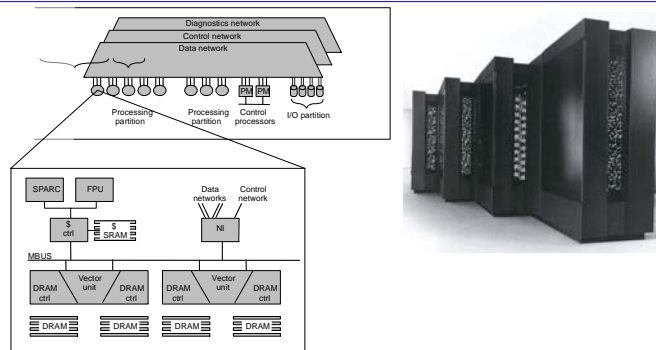 Diagnostics network
Control network
Data network
PM PM
Processing partition
Processing partition
Control processors
I/O partition
SPARC
FPU
Data networks
Control network
$ ctrl
$ SRAM
NI
MBUS
DRAM ctrl
Vector unit
DRAM ctrl
DRAM ctrl
Vector unit
DRAM ctrl
DRAM
DRAM
DRAM
DRAM